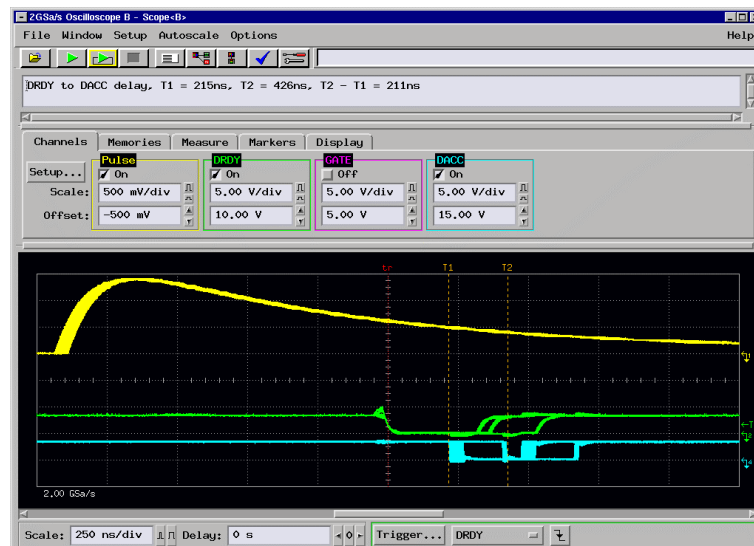 2GSa/s Oscilloscope B - Scope<B>
File Window Setup Autoscale Options Help
DRDY to DACC delay, T1 = 215ns, T2 = 426ns, T2 - T1 = 211ns
Channels Memories Measure Markers Display
Pulse DRDY GATE DACC
Setup... On On Off On
Scale: 500 mV/div 5.00 V/div 5.00 V/div 5.00 V/div
Offset: -500 mV 10.00 V 5.00 V 15.00 V
tr T1 T2
2.00 GSa/s
Scale: 250 ns/div Delay: 0 s 0 Trigger... DRDY